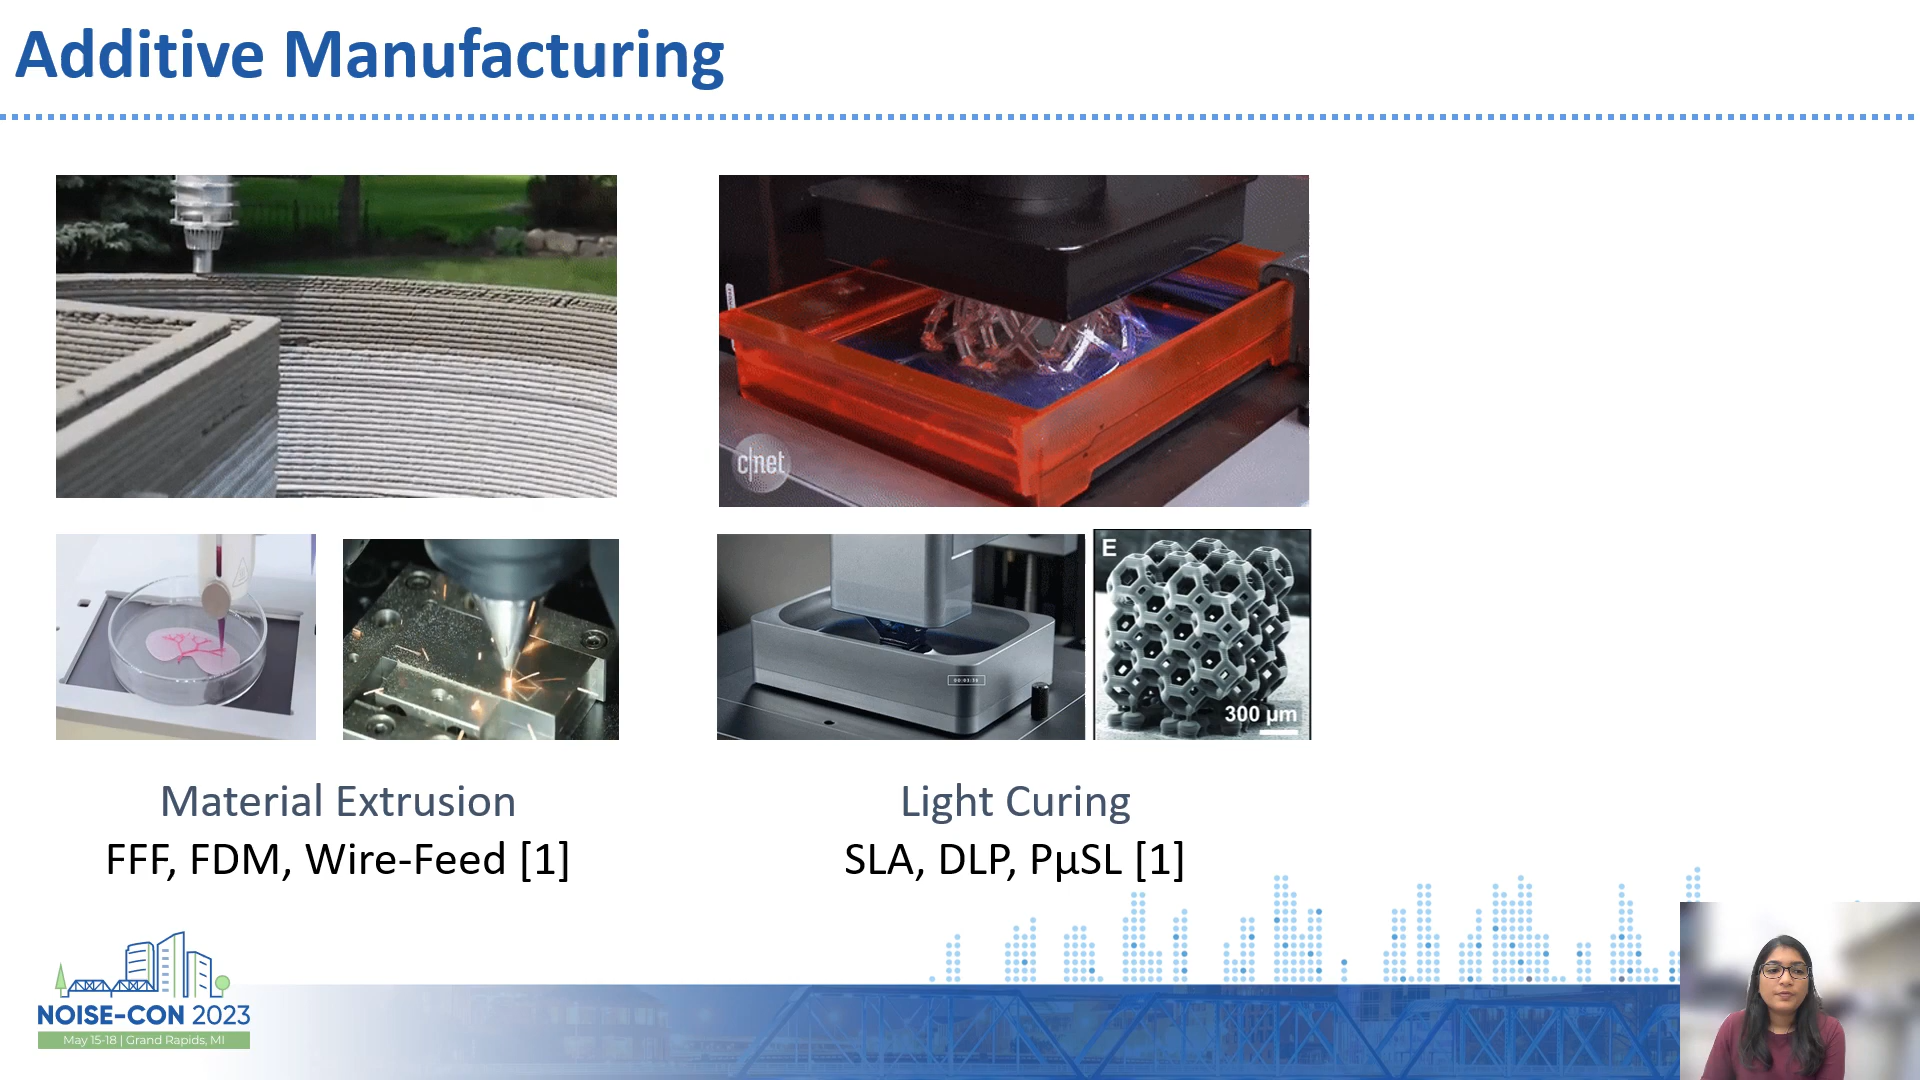 Additive Manufacturing
c|net
E
300 µm
Material Extrusion
FFF, FDM, Wire-Feed [1]
Light Curing
SLA, DLP, PµSL [1]
NOISE-CON 2023
May 15-18 | Grand Rapids, MI